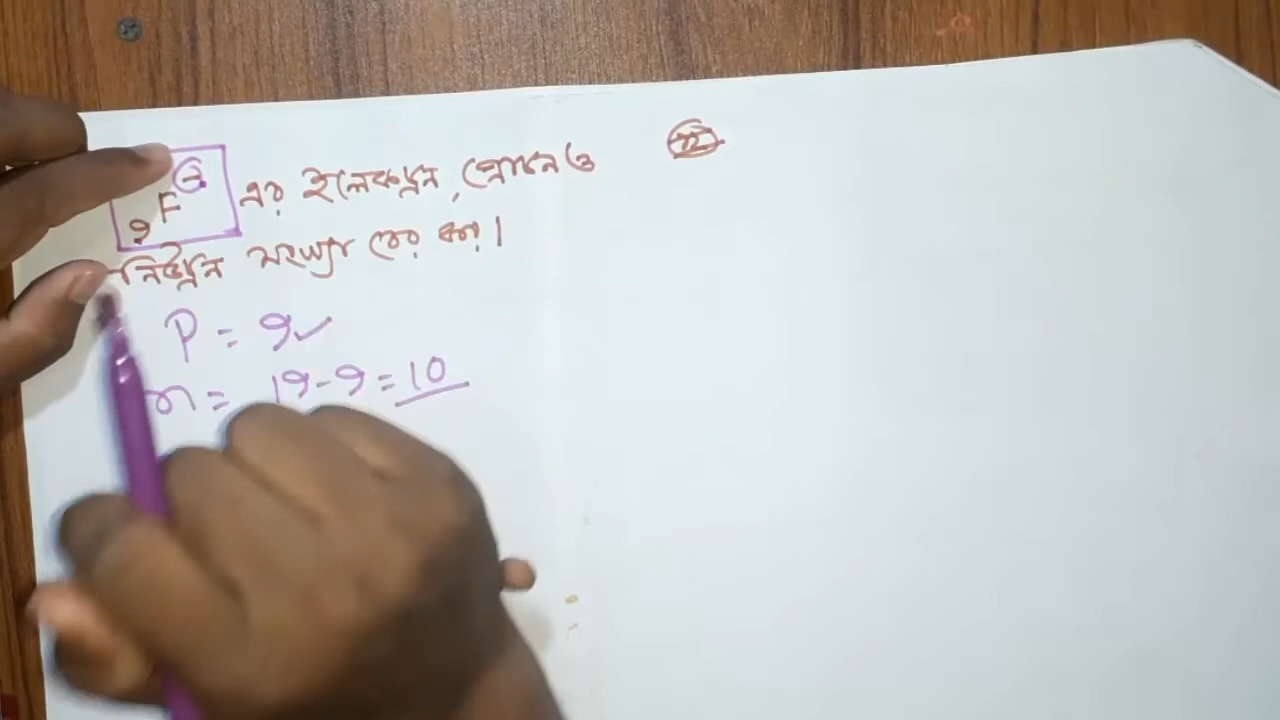 ₉F⁻ এর ইলেকট্রন, প্রোটন ও
নিউট্রন সংখ্যা বের কর।
P = 9✓
n = 19-9 = 10